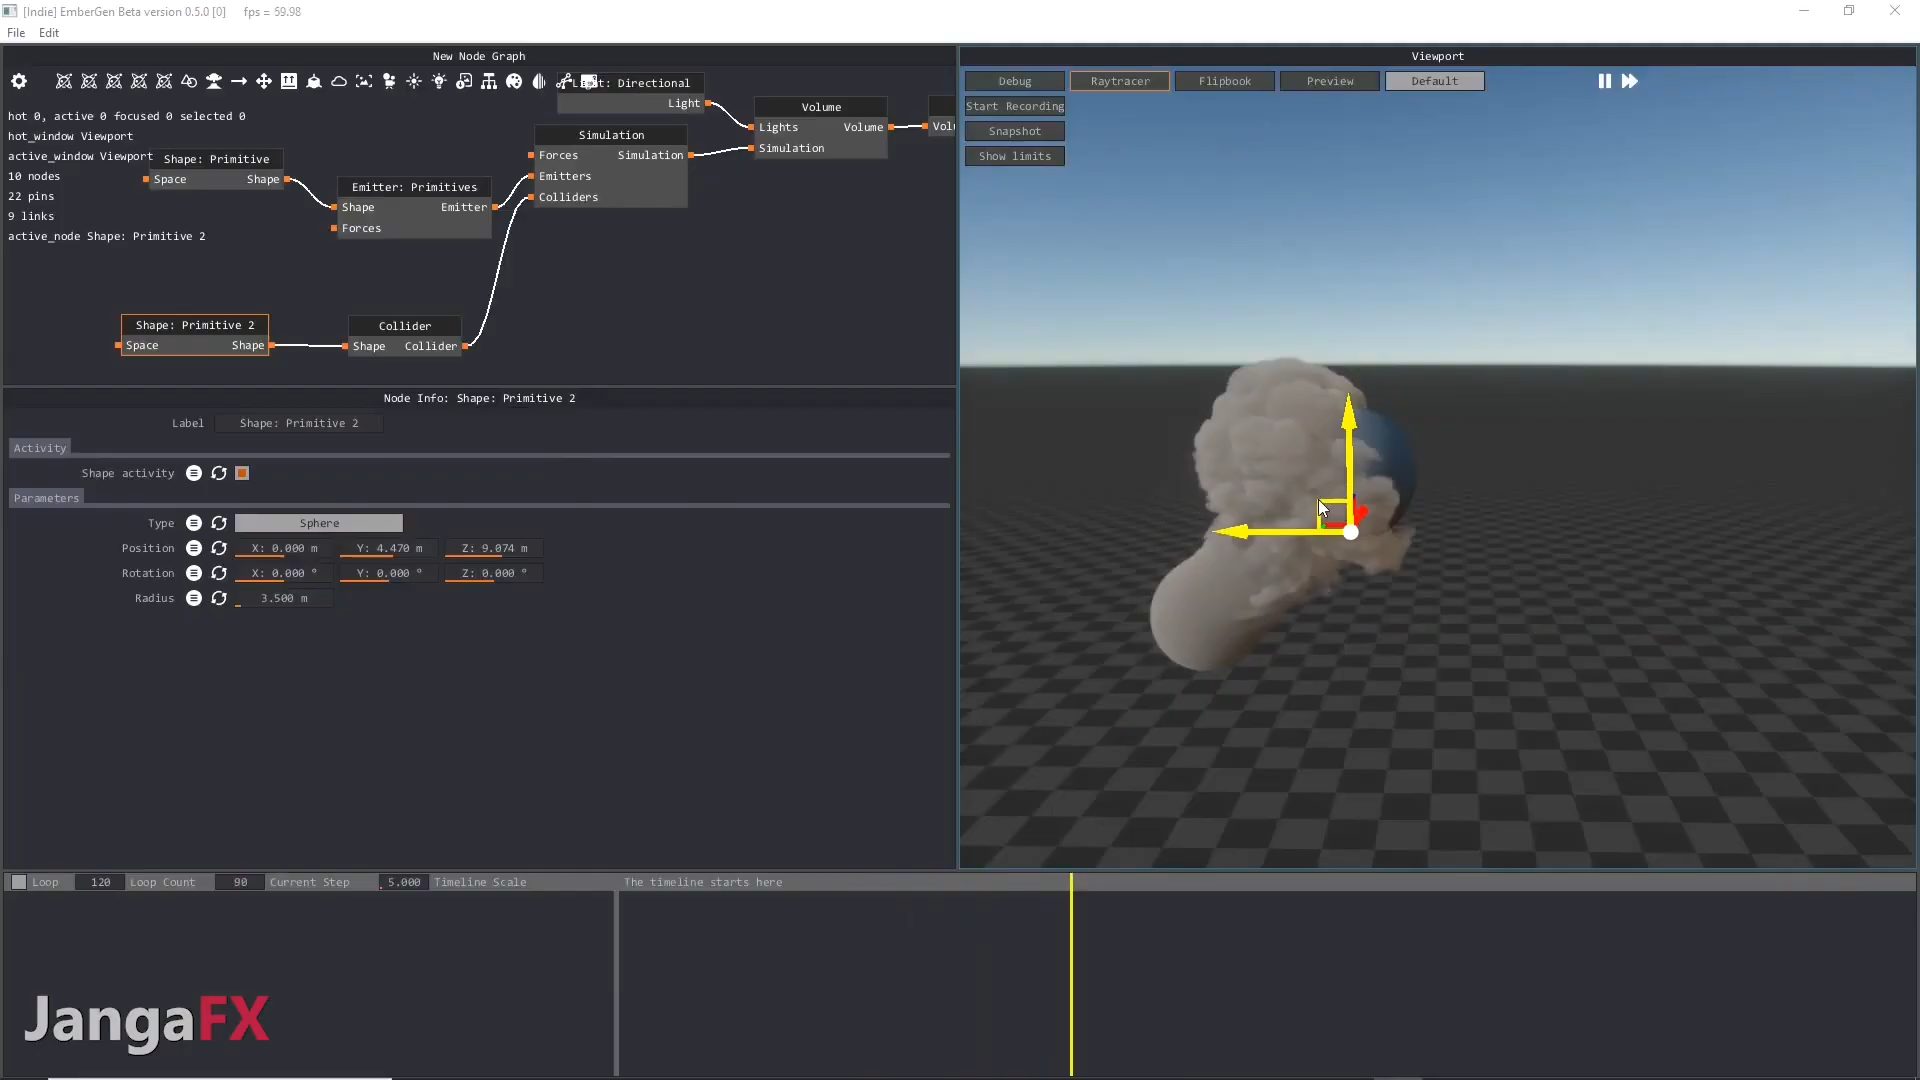 [Indie] EmberGen Beta version 0.5.0 [0] fps = 59.98
File Edit
New Node Graph
Light: Directional
Light
hot 0, active 0 focused 0 selected 0
hot_window Viewport
active_window Viewport
10 nodes
22 pins
9 links
active_node Shape: Primitive 2
Shape: Primitive
Space Shape
Emitter: Primitives
Shape Emitter
Forces
Simulation
Forces Simulation
Emitters
Colliders
Volume
Lights Volume
Simulation
Shape: Primitive 2
Space Shape
Collider
Shape Collider
Viewport
Debug Raytracer Flipbook Preview Default
Start Recording
Snapshot
Show limits
Node Info: Shape: Primitive 2
Label Shape: Primitive 2
Activity
Shape activity
Parameters
Type Sphere
Position X: 0.000 m Y: 4.470 m Z: 9.074 m
Rotation X: 0.000 ° Y: 0.000 ° Z: 0.000 °
Radius 3.500 m
Loop 120 Loop Count 90 Current Step 5.000 Timeline Scale The timeline starts here
JangaFX